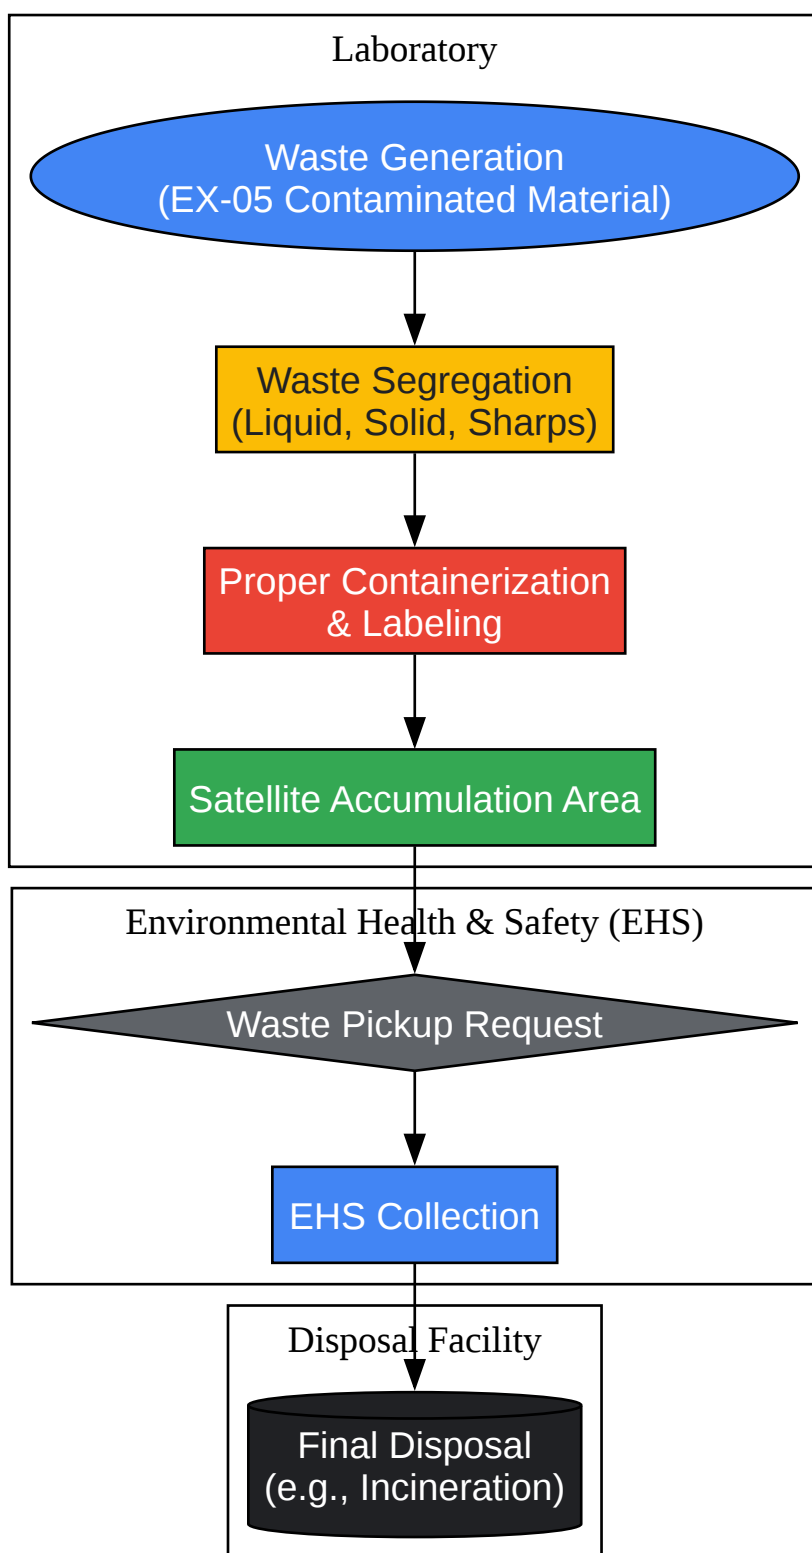 Laboratory
Waste Generation
(EX-05 Contaminated Material)
Waste Segregation
(Liquid, Solid, Sharps)
Proper Containerization
& Labeling
Satellite Accumulation Area
Environmental Health & Safety (EHS)
Waste Pickup Request
EHS Collection
Disposal Facility
Final Disposal
(e.g., Incineration)